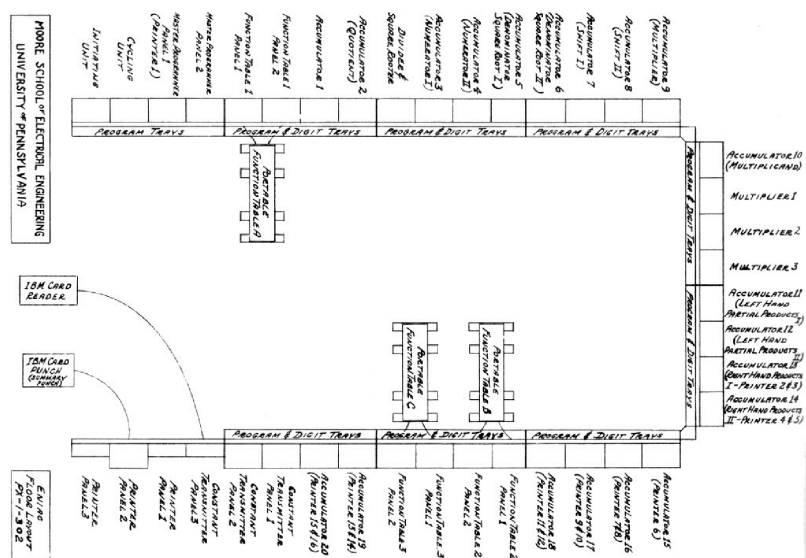 MOORE SCHOOL OF ELECTRICAL ENGINEERING
UNIVERSITY OF PENNSYLVANIA
INITIATING
UNIT
CYCLING
UNIT
MASTER PROGRAMMER
PANEL 1
(PRINTER 1)
MASTER PROGRAMMER
PANEL 2
FUNCTION TABLE 1
PANEL 1
FUNCTION TABLE 1
PANEL 2
ACCUMULATOR 1
ACCUMULATOR 2
(QUOTIENT)
DIVIDER &
SQUARE ROOTER
ACCUMULATOR 3
(NUMERATOR I)
ACCUMULATOR 4
(NUMERATOR II)
ACCUMULATOR 5
(DENOMINATOR
SQUARE ROOT I)
ACCUMULATOR 6
(DENOMINATOR
SQUARE ROOT II)
ACCUMULATOR 7
(SHIFT I)
ACCUMULATOR 8
(SHIFT II)
ACCUMULATOR 9
(MULTIPLIER)
PROGRAM TRAYS
PROGRAM & DIGIT TRAYS
PROGRAM & DIGIT TRAYS
PROGRAM & DIGIT TRAYS
PROGRAM & DIGIT TRAYS
PROGRAM & DIGIT TRAYS
ACCUMULATOR 10
(MULTIPLICAND)
MULTIPLIER 1
MULTIPLIER 2
MULTIPLIER 3
ACCUMULATOR 11
(LEFT HAND
PARTIAL PRODUCTS I)
ACCUMULATOR 12
(LEFT HAND
PARTIAL PRODUCTS II)
ACCUMULATOR 13
(RIGHT HAND PRODUCTS
I-PRINTER 2&3)
ACCUMULATOR 14
(RIGHT HAND PRODUCTS
II-PRINTER 4&5)
PORTABLE
FUNCTION TABLE A
PORTABLE
FUNCTION TABLE C
PORTABLE
FUNCTION TABLE B
IBM CARD
READER
IBM CARD
PUNCH
(SUMMARY
PUNCH)
PROGRAM & DIGIT TRAYS
PROGRAM & DIGIT TRAYS
PROGRAM & DIGIT TRAYS
PRINTER
PANEL 3
PRINTER
PANEL 2
PRINTER
PANEL 1
CONSTANT
TRANSMITTER
PANEL 2
CONSTANT
TRANSMITTER
PANEL 1
ACCUMULATOR 20
(PRINTER 15&16)
ACCUMULATOR 19
(PRINTER 13&14)
FUNCTION TABLE 3
PANEL 2
FUNCTION TABLE 3
PANEL 1
FUNCTION TABLE 2
PANEL 2
FUNCTION TABLE 2
PANEL 1
ACCUMULATOR 18
(PRINTER 11&12)
ACCUMULATOR 17
(PRINTER 9&10)
ACCUMULATOR 16
(PRINTER 7&8)
ACCUMULATOR 15
(PRINTER 6)
ENIAC
FLOOR LAYOUT
PX-1-302